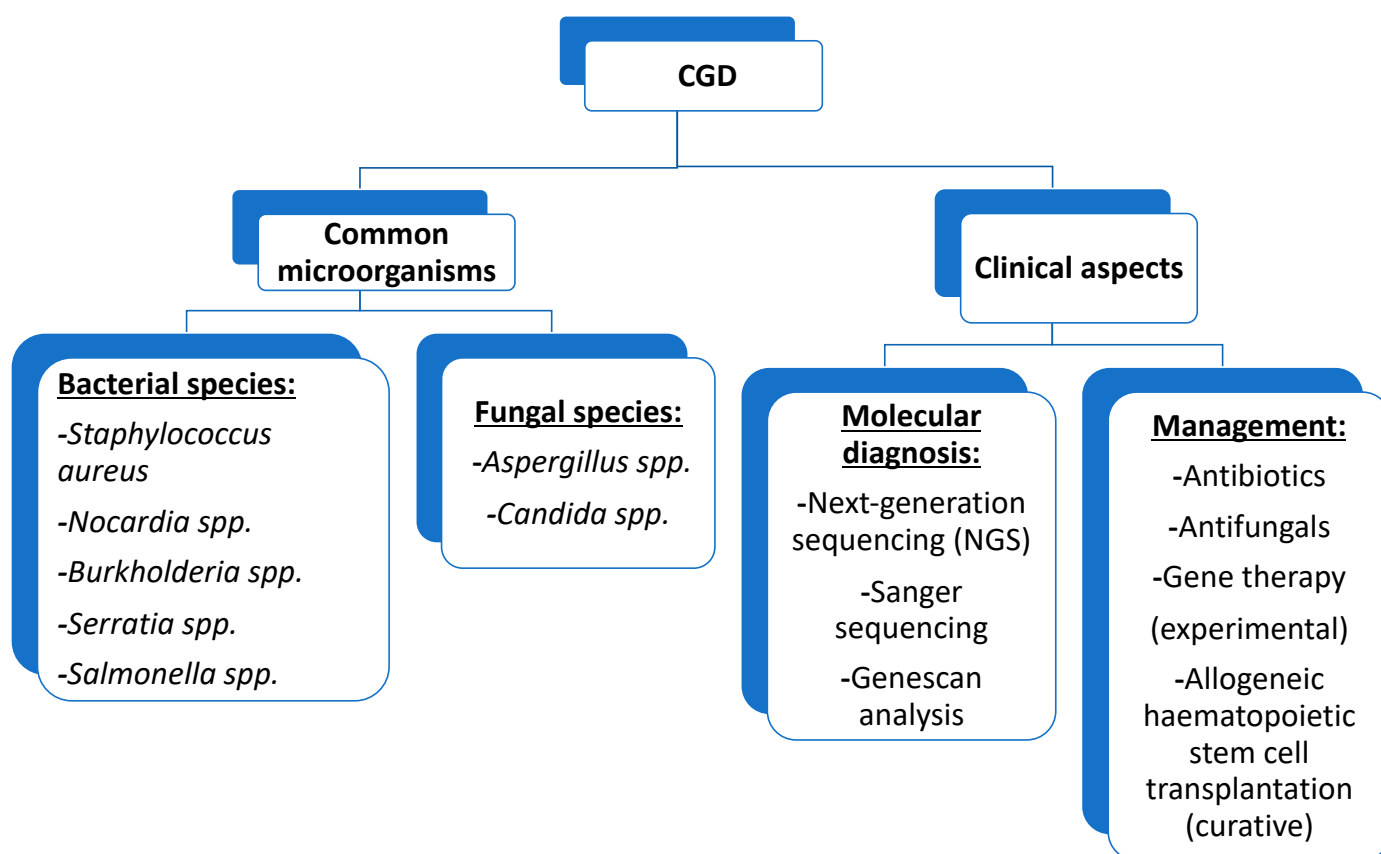 CGD
Common
microorganisms
Clinical aspects
Bacterial species:
-Staphylococcus
aureus
-Nocardia spp.
-Burkholderia spp.
-Serratia spp.
-Salmonella spp.
Fungal species:
-Aspergillus spp.
-Candida spp.
Molecular
diagnosis:
-Next-generation
sequencing (NGS)
-Sanger
sequencing
-Genescan
analysis
Management:
-Antibiotics
-Antifungals
-Gene therapy
(experimental)
-Allogeneic
haematopoietic
stem cell
transplantation
(curative)